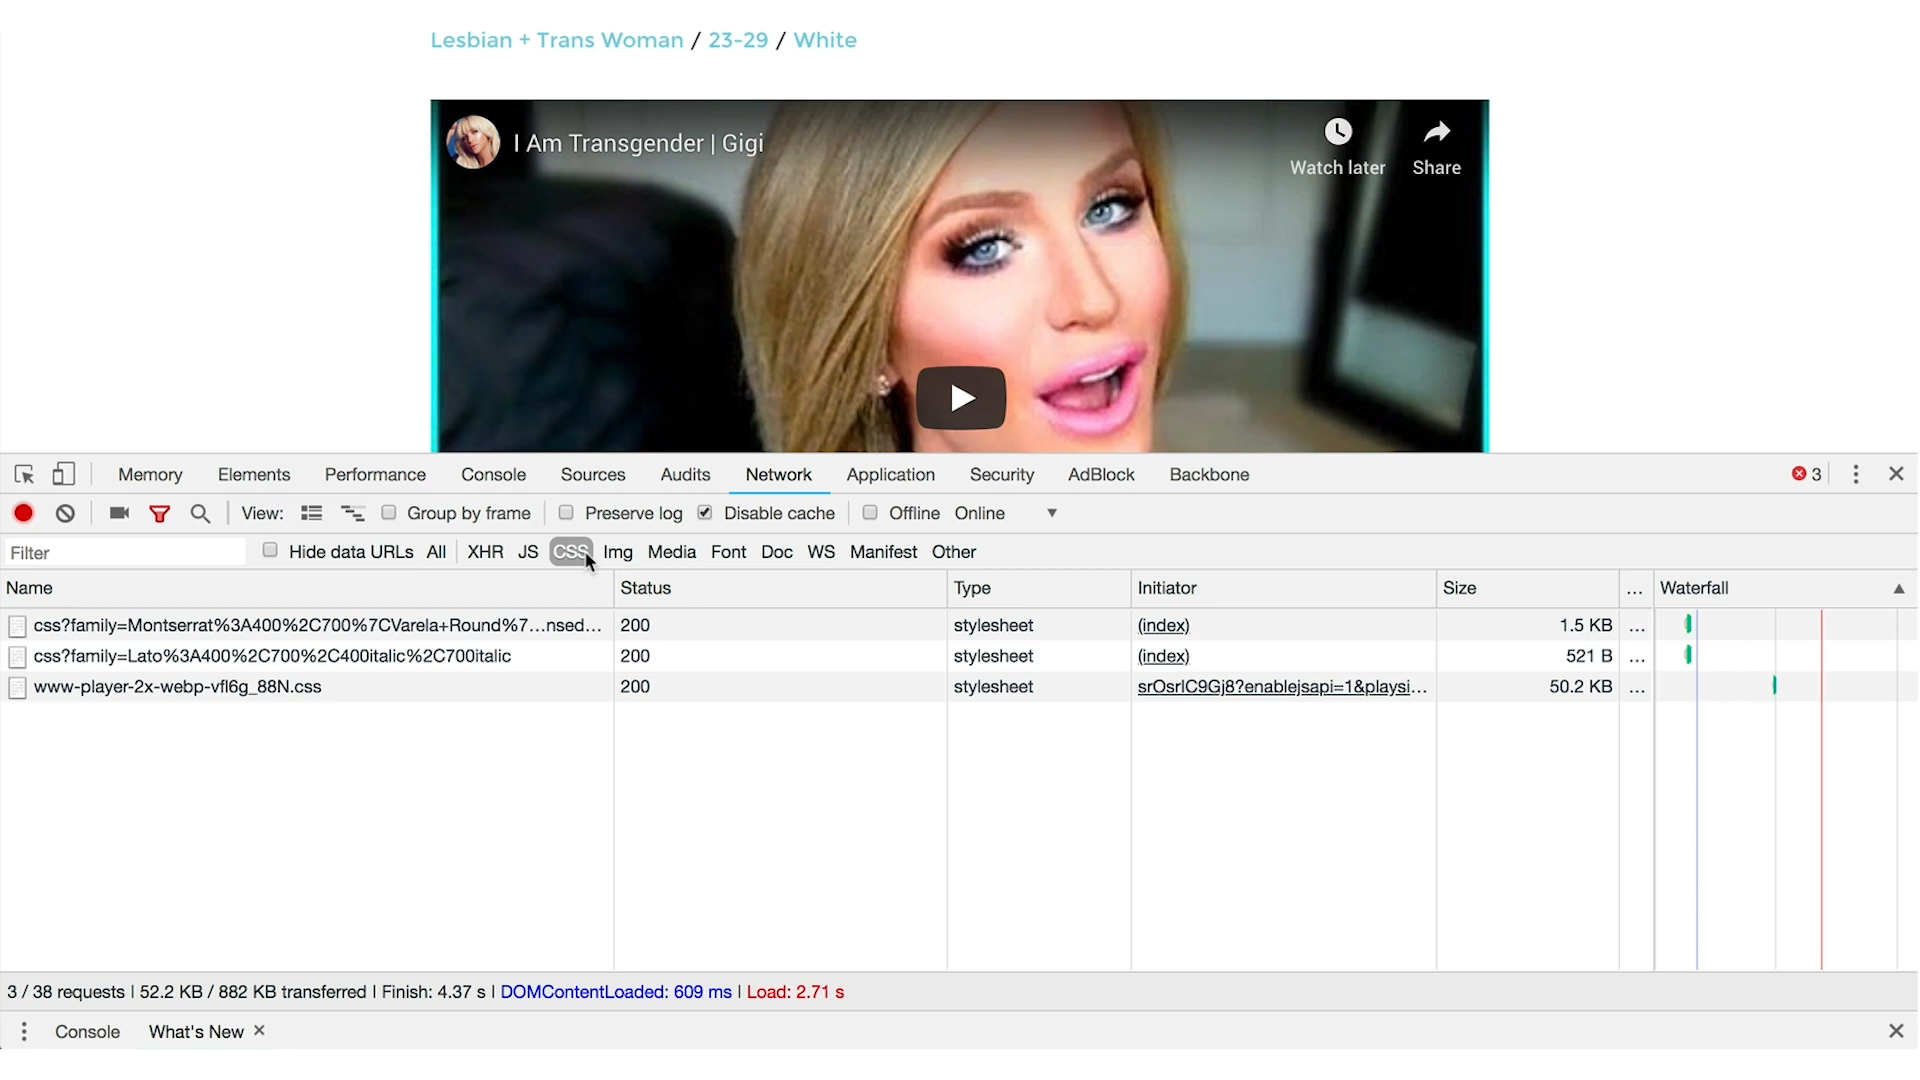 Lesbian + Trans Woman / 23-29 / White
I Am Transgender | Gigi
Watch later
Share
Memory Elements Performance Console Sources Audits Network Application Security AdBlock Backbone 3
View: Group by frame Preserve log Disable cache Offline Online
Filter Hide data URLs All XHR JS CSS Img Media Font Doc WS Manifest Other
Name Status Type Initiator Size ... Waterfall
css?family=Montserrat%3A400%2C700%7CVarela+Round%7...nsed... 200 stylesheet (index) 1.5 KB ...
css?family=Lato%3A400%2C700%2C400italic%2C700italic 200 stylesheet (index) 521 B ...
www-player-2x-webp-vfl6g_88N.css 200 stylesheet srOsrlC9Gj8?enablejsapi=1&playsi... 50.2 KB ...
3 / 38 requests | 52.2 KB / 882 KB transferred | Finish: 4.37 s | DOMContentLoaded: 609 ms | Load: 2.71 s
Console What's New